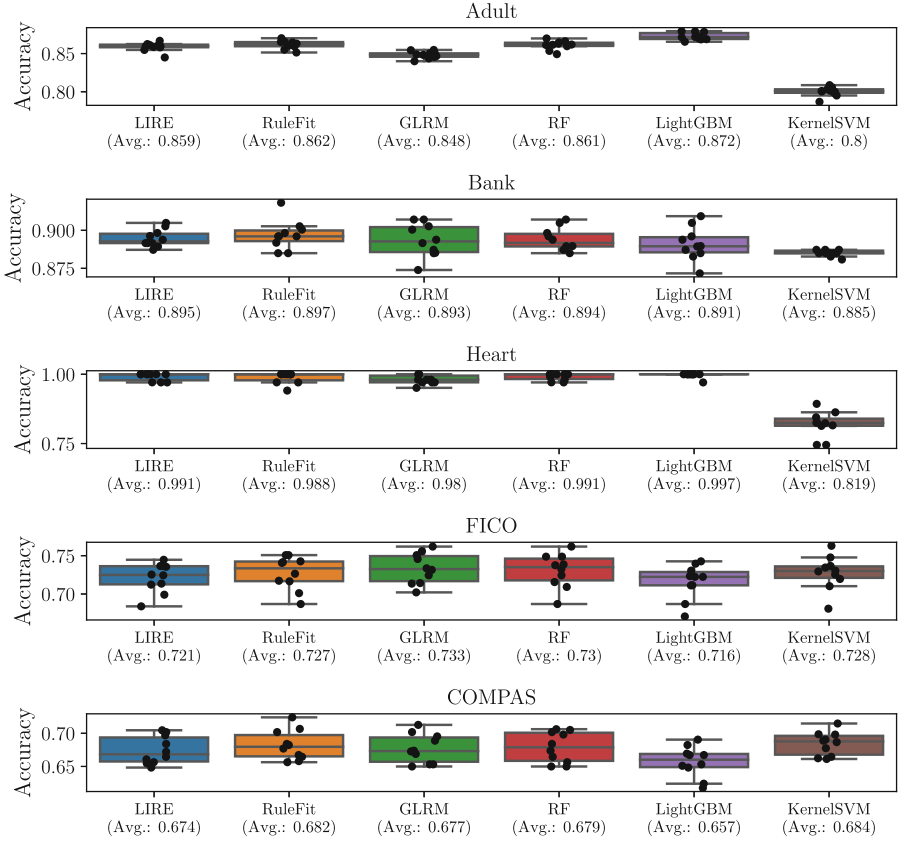 Adult
Accuracy
0.85
0.80
LIRE RuleFit GLRM RF LightGBM KernelSVM
(Avg.: 0.859) (Avg.: 0.862) (Avg.: 0.848) (Avg.: 0.861) (Avg.: 0.872) (Avg.: 0.8)
Bank
Accuracy
0.900
0.875
LIRE RuleFit GLRM RF LightGBM KernelSVM
(Avg.: 0.895) (Avg.: 0.897) (Avg.: 0.893) (Avg.: 0.894) (Avg.: 0.891) (Avg.: 0.885)
Heart
Accuracy
1.00
0.75
LIRE RuleFit GLRM RF LightGBM KernelSVM
(Avg.: 0.991) (Avg.: 0.988) (Avg.: 0.98) (Avg.: 0.991) (Avg.: 0.997) (Avg.: 0.819)
FICO
Accuracy
0.75
0.70
LIRE RuleFit GLRM RF LightGBM KernelSVM
(Avg.: 0.721) (Avg.: 0.727) (Avg.: 0.733) (Avg.: 0.73) (Avg.: 0.716) (Avg.: 0.728)
COMPAS
Accuracy
0.70
0.65
LIRE RuleFit GLRM RF LightGBM KernelSVM
(Avg.: 0.674) (Avg.: 0.682) (Avg.: 0.677) (Avg.: 0.679) (Avg.: 0.657) (Avg.: 0.684)